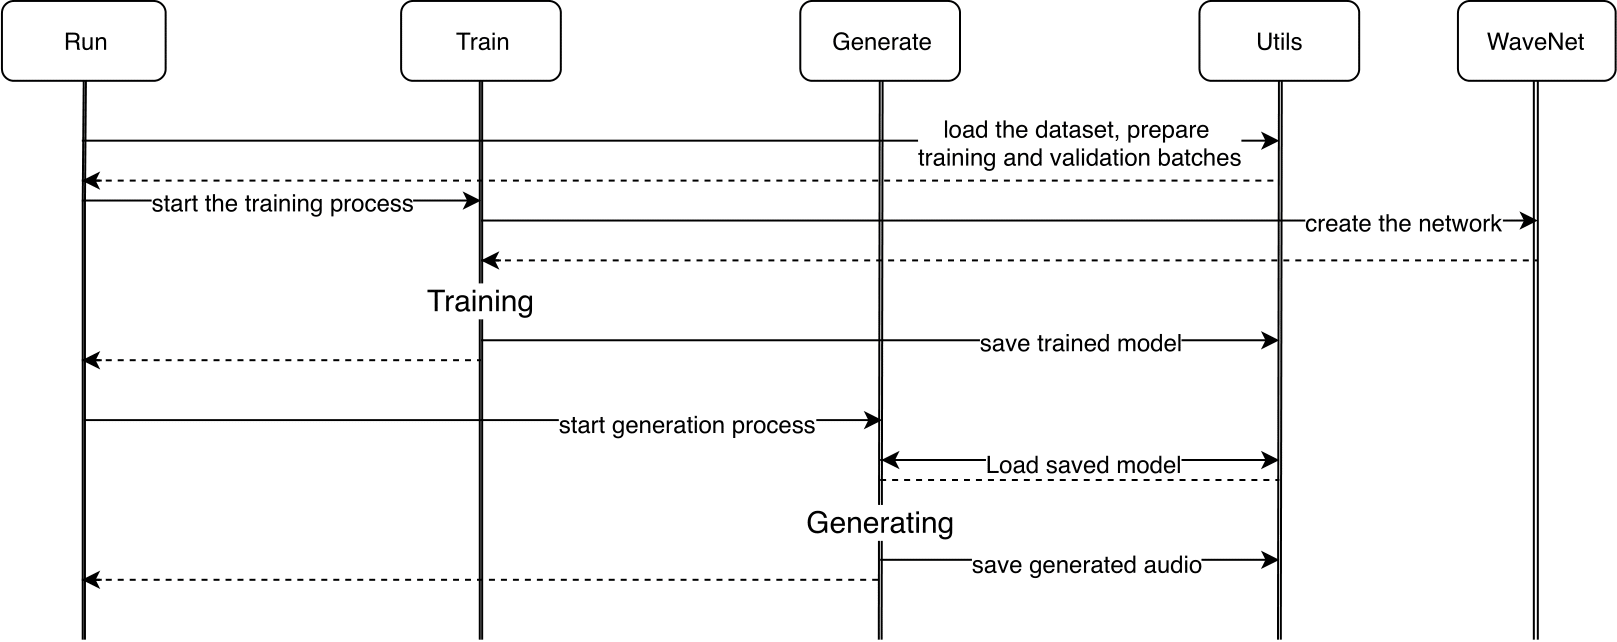 Run
Train
Generate
Utils
WaveNet
load the dataset, prepare
training and validation batches
start the training process
create the network
Training
save trained model
start generation process
Load saved model
Generating
save generated audio